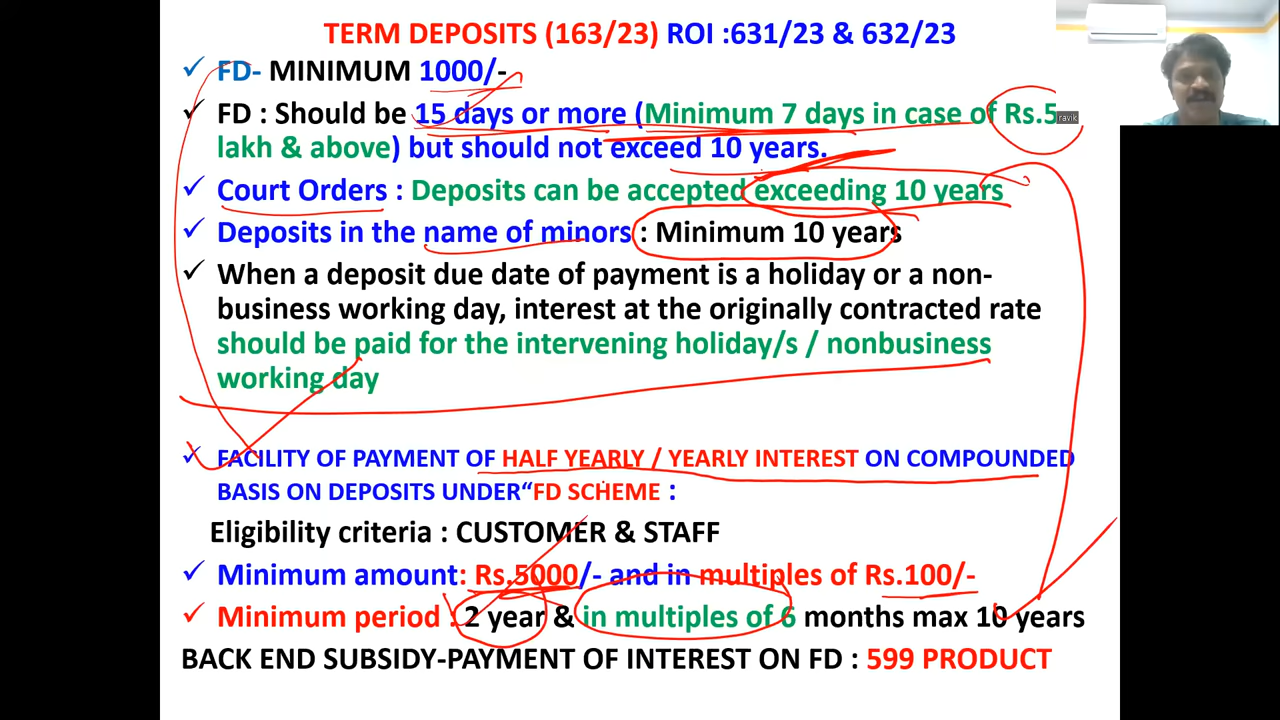 TERM DEPOSITS (163/23) ROI :631/23 & 632/23
✓ FD- MINIMUM 1000/-
✓ FD : Should be 15 days or more (Minimum 7 days in case of Rs.5
ravik
lakh & above) but should not exceed 10 years.
✓ Court Orders : Deposits can be accepted exceeding 10 years
✓ Deposits in the name of minors : Minimum 10 years
✓ When a deposit due date of payment is a holiday or a non-
business working day, interest at the originally contracted rate
should be paid for the intervening holiday/s / nonbusiness
working day
✓ FACILITY OF PAYMENT OF HALF YEARLY / YEARLY INTEREST ON COMPOUNDED
BASIS ON DEPOSITS UNDER“FD SCHEME :
Eligibility criteria : CUSTOMER & STAFF
✓ Minimum amount: Rs.5000/- and in multiples of Rs.100/-
✓ Minimum period : 2 year & in multiples of 6 months max 10 years
BACK END SUBSIDY-PAYMENT OF INTEREST ON FD : 599 PRODUCT